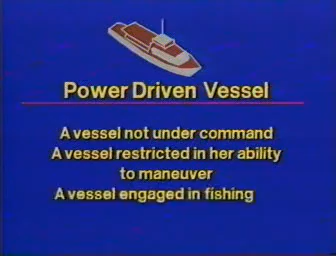 Power Driven Vessel
A vessel not under command
A vessel restricted in her ability
to maneuver
A vessel engaged in fishing